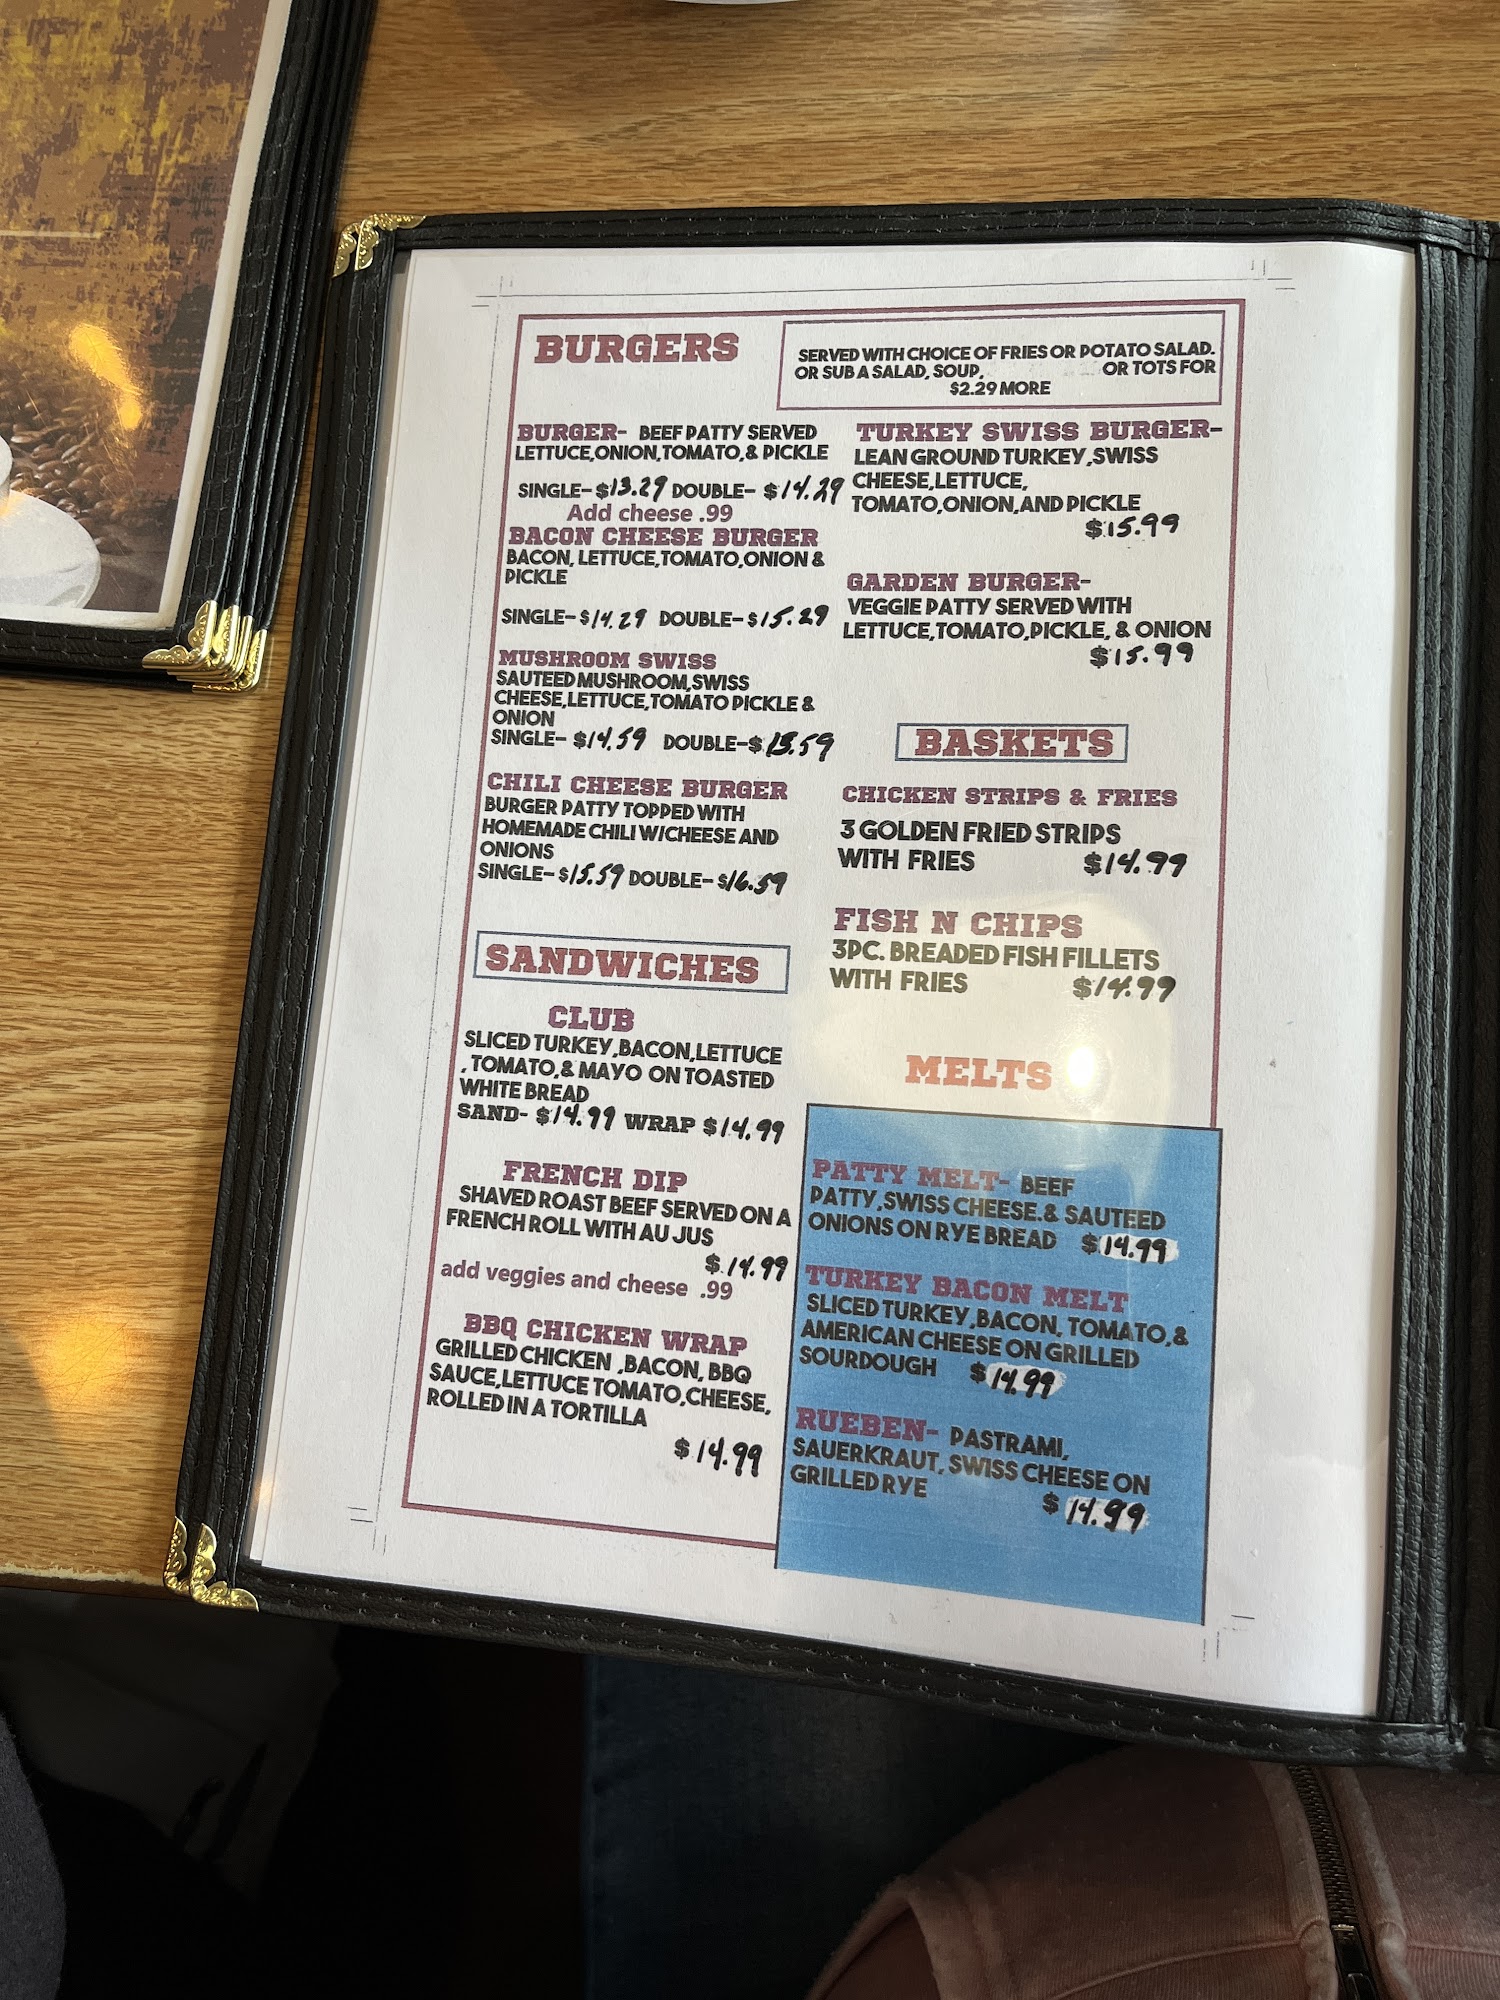 BURGERS
SERVED WITH CHOICE OF FRIES OR POTATO SALAD.
OR SUB A SALAD, SOUP, OR TOTS FOR
$2.29 MORE
BURGER- BEEF PATTY SERVED
LETTUCE,ONION,TOMATO,& PICKLE
SINGLE-$13.29 DOUBLE- $14.29
Add cheese .99
BACON CHEESE BURGER
BACON, LETTUCE,TOMATO,ONION &
PICKLE
SINGLE-$14.29 DOUBLE-$15.29
MUSHROOM SWISS
SAUTEED MUSHROOM,SWISS
CHEESE,LETTUCE,TOMATO PICKLE &
ONION
SINGLE- $14.59 DOUBLE-$ .59
CHILI CHEESE BURGER
BURGER PATTY TOPPED WITH
HOMEMADE CHILI W/CHEESE AND
ONIONS
SINGLE-$15.59 DOUBLE-$16.59
SANDWICHES
CLUB
SLICED TURKEY,BACON,LETTUCE
,TOMATO,& MAYO ON TOASTED
WHITE BREAD
SAND- $14.99 WRAP $14.99
FRENCH DIP
SHAVED ROAST BEEF SERVED ON A
FRENCH ROLL WITH AU JUS
$14.99
add veggies and cheese .99
BBQ CHICKEN WRAP
GRILLED CHICKEN ,BACON, BBQ
SAUCE,LETTUCE TOMATO,CHEESE,
ROLLED IN A TORTILLA
$14.99
TURKEY SWISS BURGER-
LEAN GROUND TURKEY,SWISS
CHEESE,LETTUCE,
TOMATO,ONION,AND PICKLE
$15.99
GARDEN BURGER-
VEGGIE PATTY SERVED WITH
LETTUCE,TOMATO,PICKLE, & ONION
$15.99
BASKETS
CHICKEN STRIPS & FRIES
3 GOLDEN FRIED STRIPS
WITH FRIES $14.99
FISH N CHIPS
3PC. BREADED FISH FILLETS
WITH FRIES $14.99
MELTS
PATTY MELT- BEEF
PATTY,SWISS CHEESE.& SAUTEED
ONIONS ON RYE BREAD $14.99
TURKEY BACON MELT
SLICED TURKEY,BACON, TOMATO,&
AMERICAN CHEESE ON GRILLED
SOURDOUGH $14.99
RUEBEN- PASTRAMI,
SAUERKRAUT, SWISS CHEESE ON
GRILLED RYE $14.99